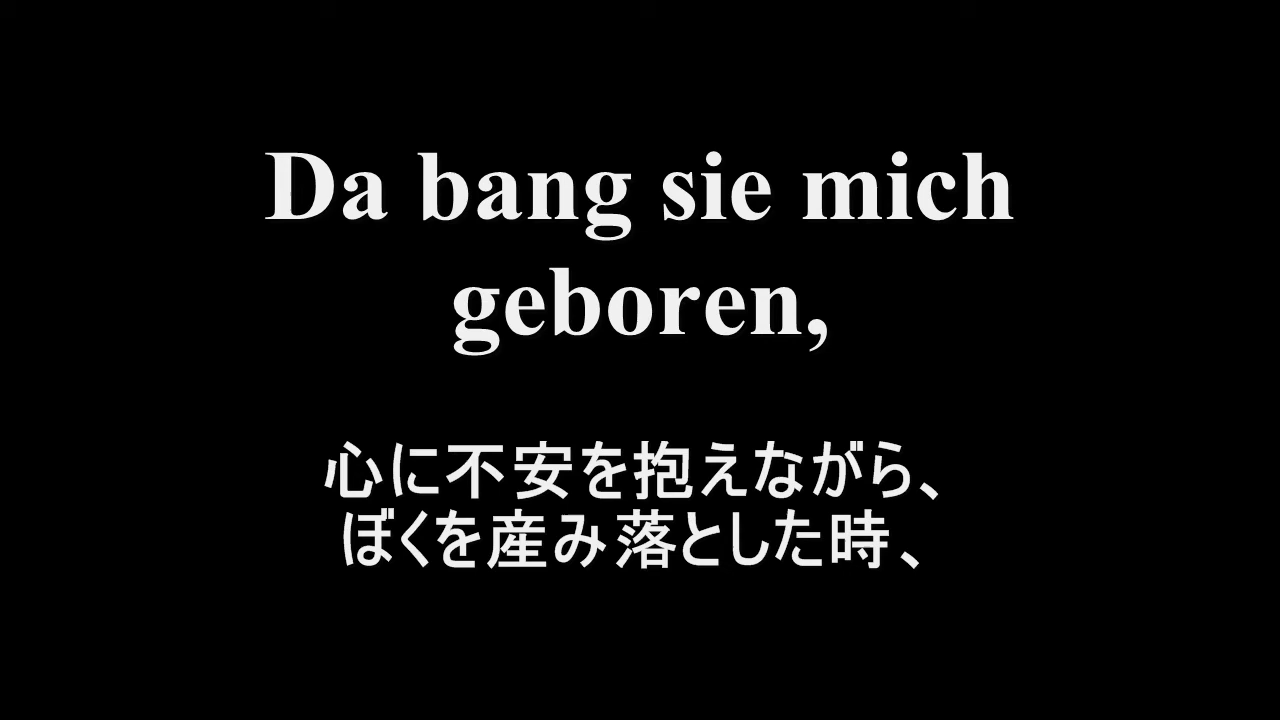 Da bang sie mich
geboren,
心に不安を抱えながら、
ぼくを産み落とした時、